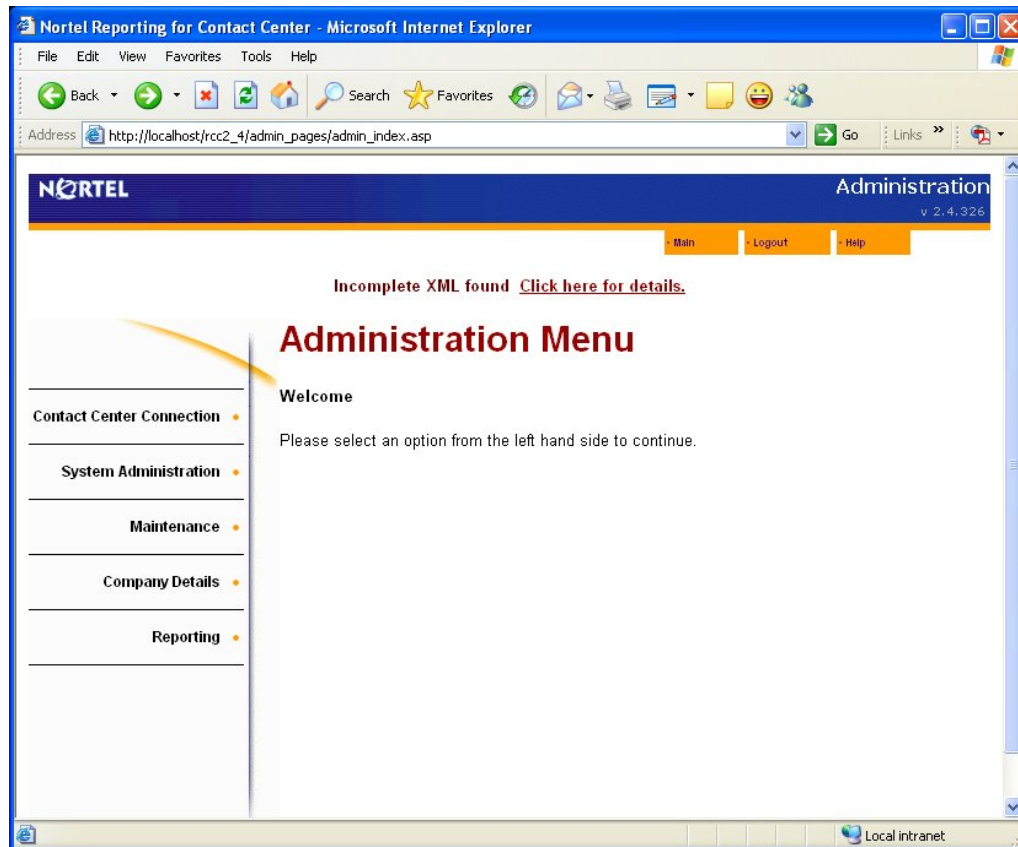 Nortel Reporting for Contact Center - Microsoft Internet Explorer
File Edit View Favorites Tools Help
Back Search Favorites
Address http://localhost/rcc2_4/admin_pages/admin_index.asp Go Links »
NORTEL
Administration
v 2.4.326
- Main - Logout - Help
Incomplete XML found Click here for details.
Administration Menu
Welcome
Please select an option from the left hand side to continue.
Contact Center Connection
System Administration
Maintenance
Company Details
Reporting
Local intranet